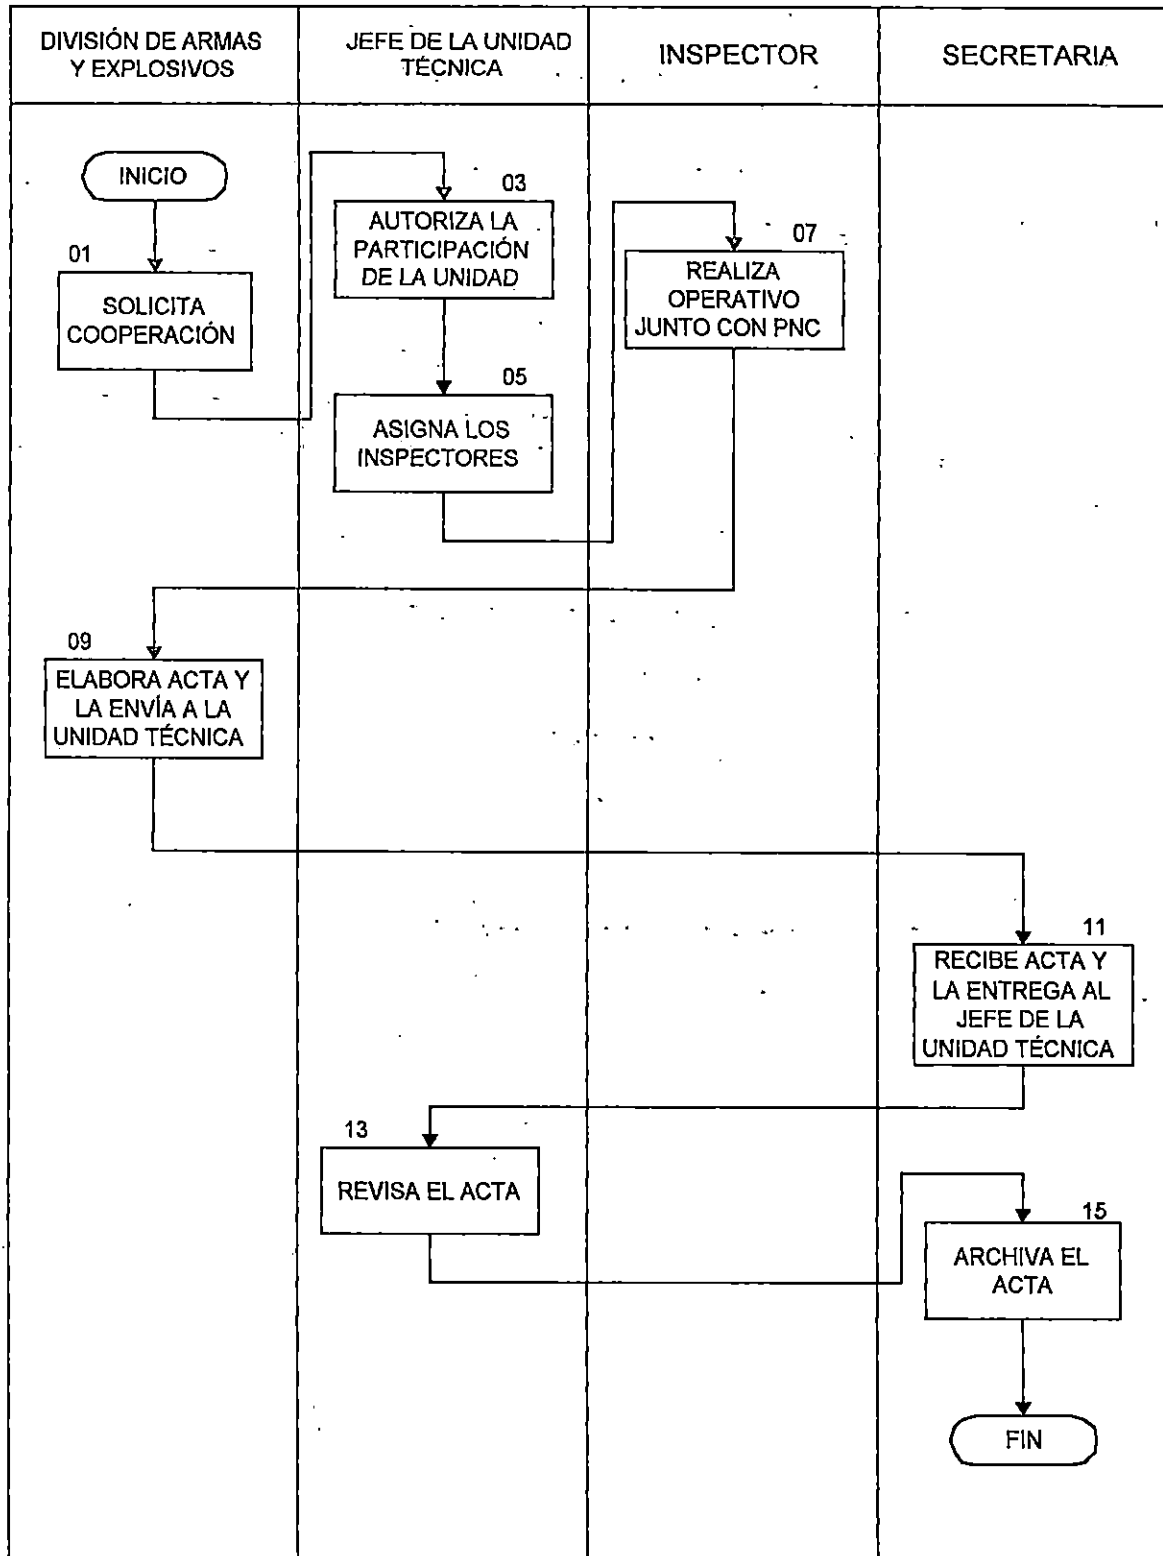 DIVISIÓN DE ARMAS
Y EXPLOSIVOS
JEFE DE LA UNIDAD
TÉCNICA
INSPECTOR
SECRETARIA
INICIO
01
SOLICITA
COOPERACIÓN
03
AUTORIZA LA
PARTICIPACIÓN
DE LA UNIDAD
05
ASIGNA LOS
INSPECTORES
07
REALIZA
OPERATIVO
JUNTO CON PNC
09
ELABORA ACTA Y
LA ENVÍA A LA
UNIDAD TÉCNICA
11
RECIBE ACTA Y
LA ENTREGA AL
JEFE DE LA
UNIDAD TÉCNICA
13
REVISA EL ACTA
15
ARCHIVA EL
ACTA
FIN